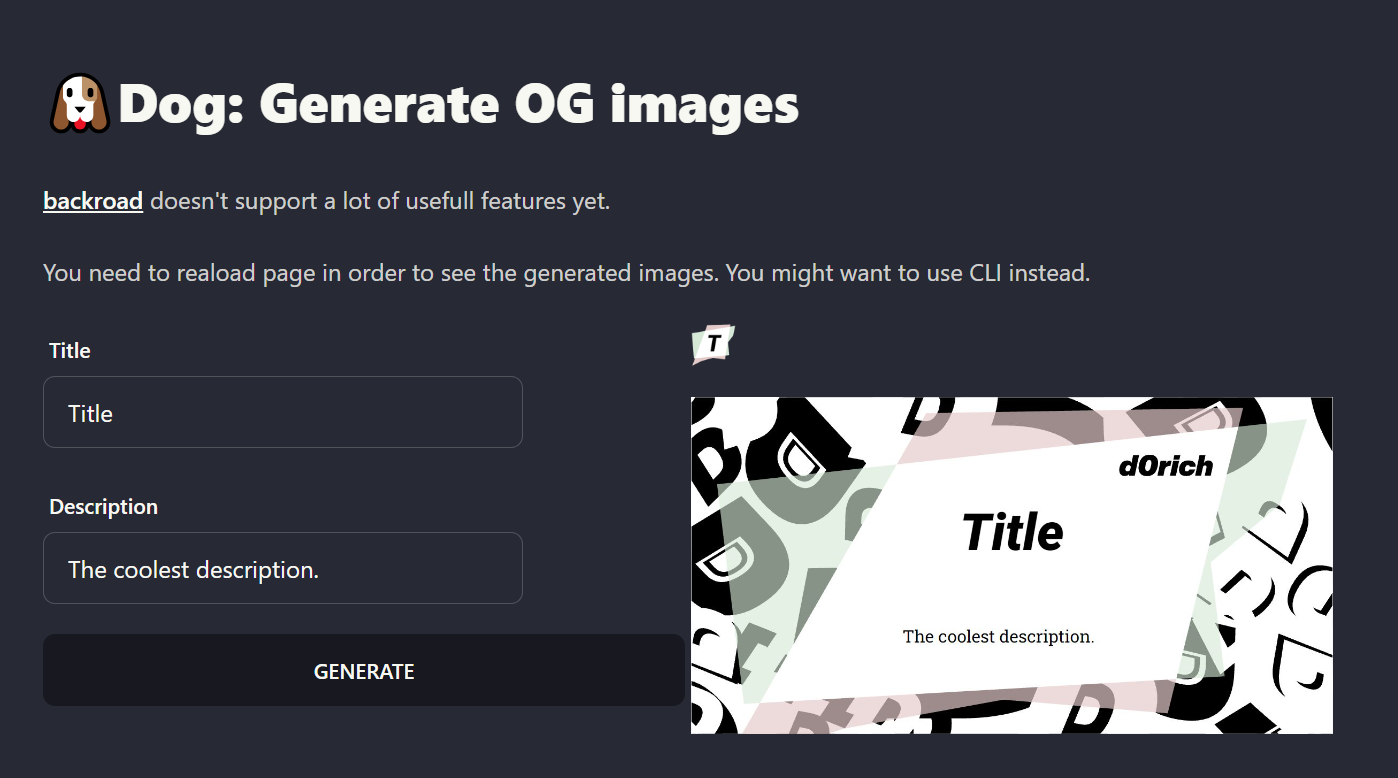 Dog: Generate OG images
backroad doesn't support a lot of usefull features yet.
You need to reaload page in order to see the generated images. You might want to use CLI instead.
Title
Title
Description
The coolest description.
GENERATE
T
d0rich
Title
The coolest description.